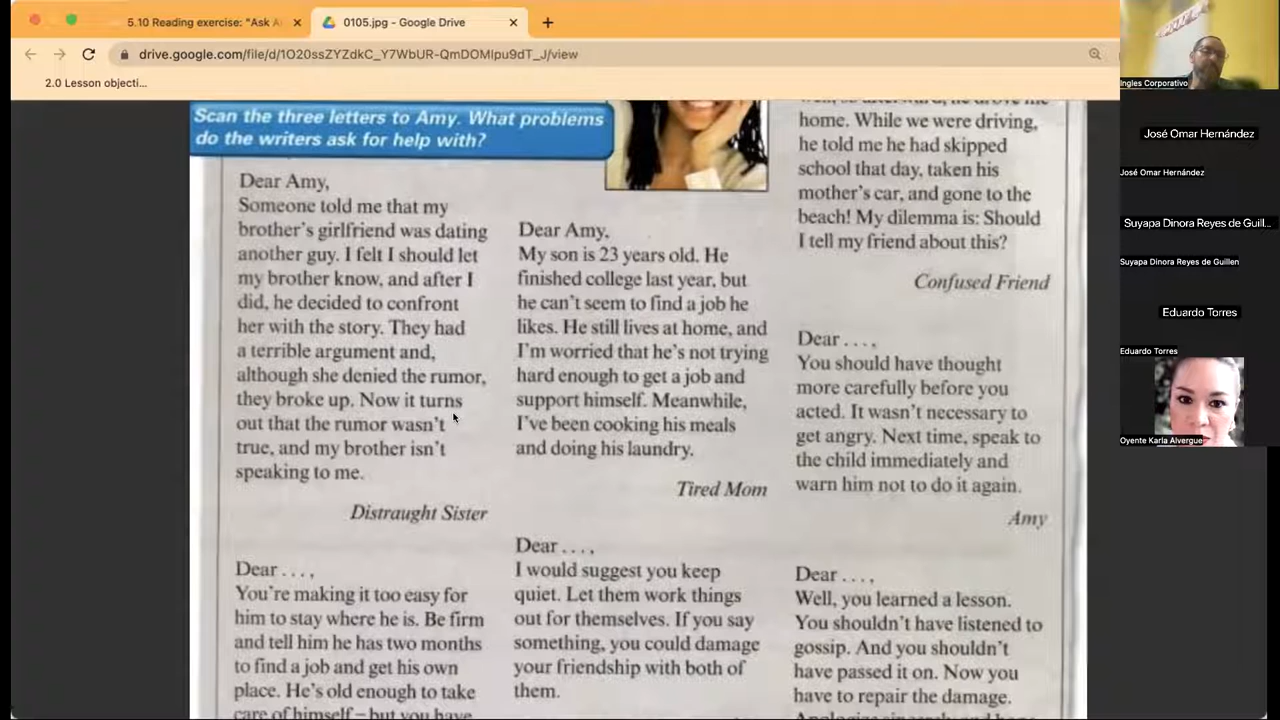 5.10 Reading exercise: "Ask A
0105.jpg - Google Drive
drive.google.com/file/d/1O20ssZYZdkC_Y7WbUR-QmDOMIpu9dT_J/view
2.0 Lesson objecti...
Scan the three letters to Amy. What problems
do the writers ask for help with?
Dear Amy,
Someone told me that my
brother's girlfriend was dating
another guy. I felt I should let
my brother know, and after I
did, he decided to confront
her with the story. They had
a terrible argument and,
although she denied the rumor,
they broke up. Now it turns
out that the rumor wasn't
true, and my brother isn't
speaking to me.
Distraught Sister
Dear ...,
You're making it too easy for
him to stay where he is. Be firm
and tell him he has two months
to find a job and get his own
place. He's old enough to take
care of himself – but you have
Dear Amy,
My son is 23 years old. He
finished college last year, but
he can't seem to find a job he
likes. He still lives at home, and
I'm worried that he's not trying
hard enough to get a job and
support himself. Meanwhile,
I've been cooking his meals
and doing his laundry.
Tired Mom
Dear ...,
I would suggest you keep
quiet. Let them work things
out for themselves. If you say
something, you could damage
your friendship with both of
them.
home. While we were driving,
he told me he had skipped
school that day, taken his
mother's car, and gone to the
beach! My dilemma is: Should
I tell my friend about this?
Confused Friend
Dear ...,
You should have thought
more carefully before you
acted. It wasn't necessary to
get angry. Next time, speak to
the child immediately and
warn him not to do it again.
Amy
Dear ...,
Well, you learned a lesson.
You shouldn't have listened to
gossip. And you shouldn't
have passed it on. Now you
have to repair the damage.
Ingles Corporativo
José Omar Hernández
José Omar Hernández
Suyapa Dinora Reyes de Guill...
Suyapa Dinora Reyes de Guillen
Eduardo Torres
Eduardo Torres
Oyente Karla Alvergue